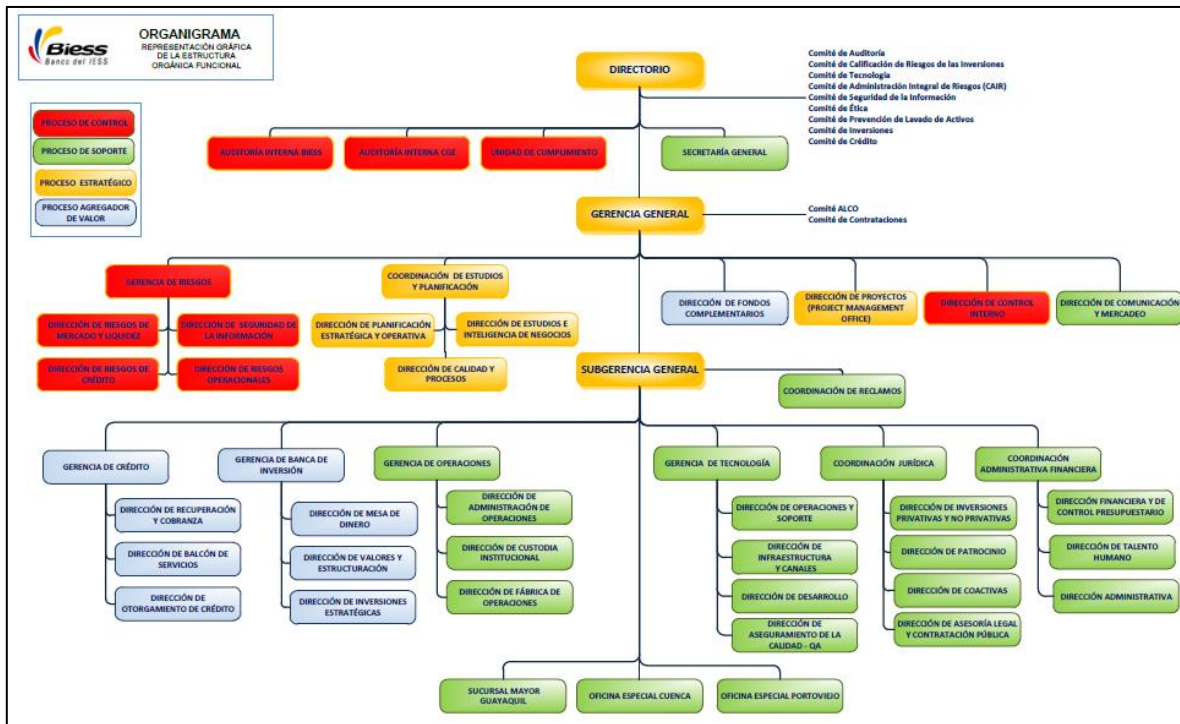 Biess
Banco del IESS
ORGANIGRAMA
REPRESENTACIÓN GRÁFICA
DE LA ESTRUCTURA
ORGÁNICA FUNCIONAL
PROCESO DE CONTROL
PROCESO DE SOPORTE
PROCESO ESTRATÉGICO
PROCESO AGREGADOR
DE VALOR
DIRECTORIO
Comité de Auditoría
Comité de Calificación de Riesgos de las Inversiones
Comité de Tecnología
Comité de Administración Integral de Riesgos (CAIR)
Comité de Seguridad de la Información
Comité de Ética
Comité de Prevención de Lavado de Activos
Comité de Inversiones
Comité de Crédito
AUDITORÍA INTERNA BIESS
AUDITORÍA INTERNA CGE
UNIDAD DE CUMPLIMIENTO
SECRETARÍA GENERAL
GERENCIA GENERAL
Comité ALCO
Comité de Contrataciones
GERENCIA DE RIESGOS
COORDINACIÓN DE ESTUDIOS
Y PLANIFICACIÓN
DIRECCIÓN DE FONDOS
COMPLEMENTARIOS
DIRECCIÓN DE PROYECTOS
(PROJECT MANAGEMENT
OFFICE)
DIRECCIÓN DE CONTROL
INTERNO
DIRECCIÓN DE COMUNICACIÓN
Y MERCADEO
DIRECCIÓN DE RIESGOS DE
MERCADO Y LIQUIDEZ
DIRECCIÓN DE SEGURIDAD DE
LA INFORMACIÓN
DIRECCIÓN DE PLANIFICACIÓN
ESTRATÉGICA Y OPERATIVA
DIRECCIÓN DE ESTUDIOS E
INTELIGENCIA DE NEGOCIOS
DIRECCIÓN DE RIESGOS DE
CRÉDITO
DIRECCIÓN DE RIESGOS
OPERACIONALES
DIRECCIÓN DE CALIDAD Y
PROCESOS
SUBGERENCIA GENERAL
COORDINACIÓN DE RECLAMOS
GERENCIA DE CRÉDITO
DIRECCIÓN DE RECUPERACIÓN
Y COBRANZA
DIRECCIÓN DE BALCÓN DE
SERVICIOS
DIRECCIÓN DE
OTORGAMIENTO DE CRÉDITO
GERENCIA DE BANCA DE
INVERSIÓN
DIRECCIÓN DE MESA DE
DINERO
DIRECCIÓN DE VALORES Y
ESTRUCTURACIÓN
DIRECCIÓN DE INVERSIONES
ESTRATÉGICAS
GERENCIA DE OPERACIONES
DIRECCIÓN DE
ADMINISTRACIÓN DE
OPERACIONES
DIRECCIÓN DE CUSTODIA
INSTITUCIONAL
DIRECCIÓN DE FÁBRICA DE
OPERACIONES
GERENCIA DE TECNOLOGÍA
DIRECCIÓN DE OPERACIONES Y
SOPORTE
DIRECCIÓN DE
INFRAESTRUCTURA
Y CANALES
DIRECCIÓN DE DESARROLLO
DIRECCIÓN DE
ASEGURAMIENTO DE LA
CALIDAD - QA
COORDINACIÓN JURÍDICA
DIRECCIÓN DE INVERSIONES
PRIVATIVAS Y NO PRIVATIVAS
DIRECCIÓN DE PATROCINIO
DIRECCIÓN DE COACTIVAS
DIRECCIÓN DE ASESORÍA LEGAL
Y CONTRATACIÓN PÚBLICA
COORDINACIÓN
ADMINISTRATIVA FINANCIERA
DIRECCIÓN FINANCIERA Y DE
CONTROL PRESUPUESTARIO
DIRECCIÓN DE TALENTO
HUMANO
DIRECCIÓN ADMINISTRATIVA
SUCURSAL MAYOR
GUAYAQUIL
OFICINA ESPECIAL CUENCA
OFICINA ESPECIAL PORTOVIEJO